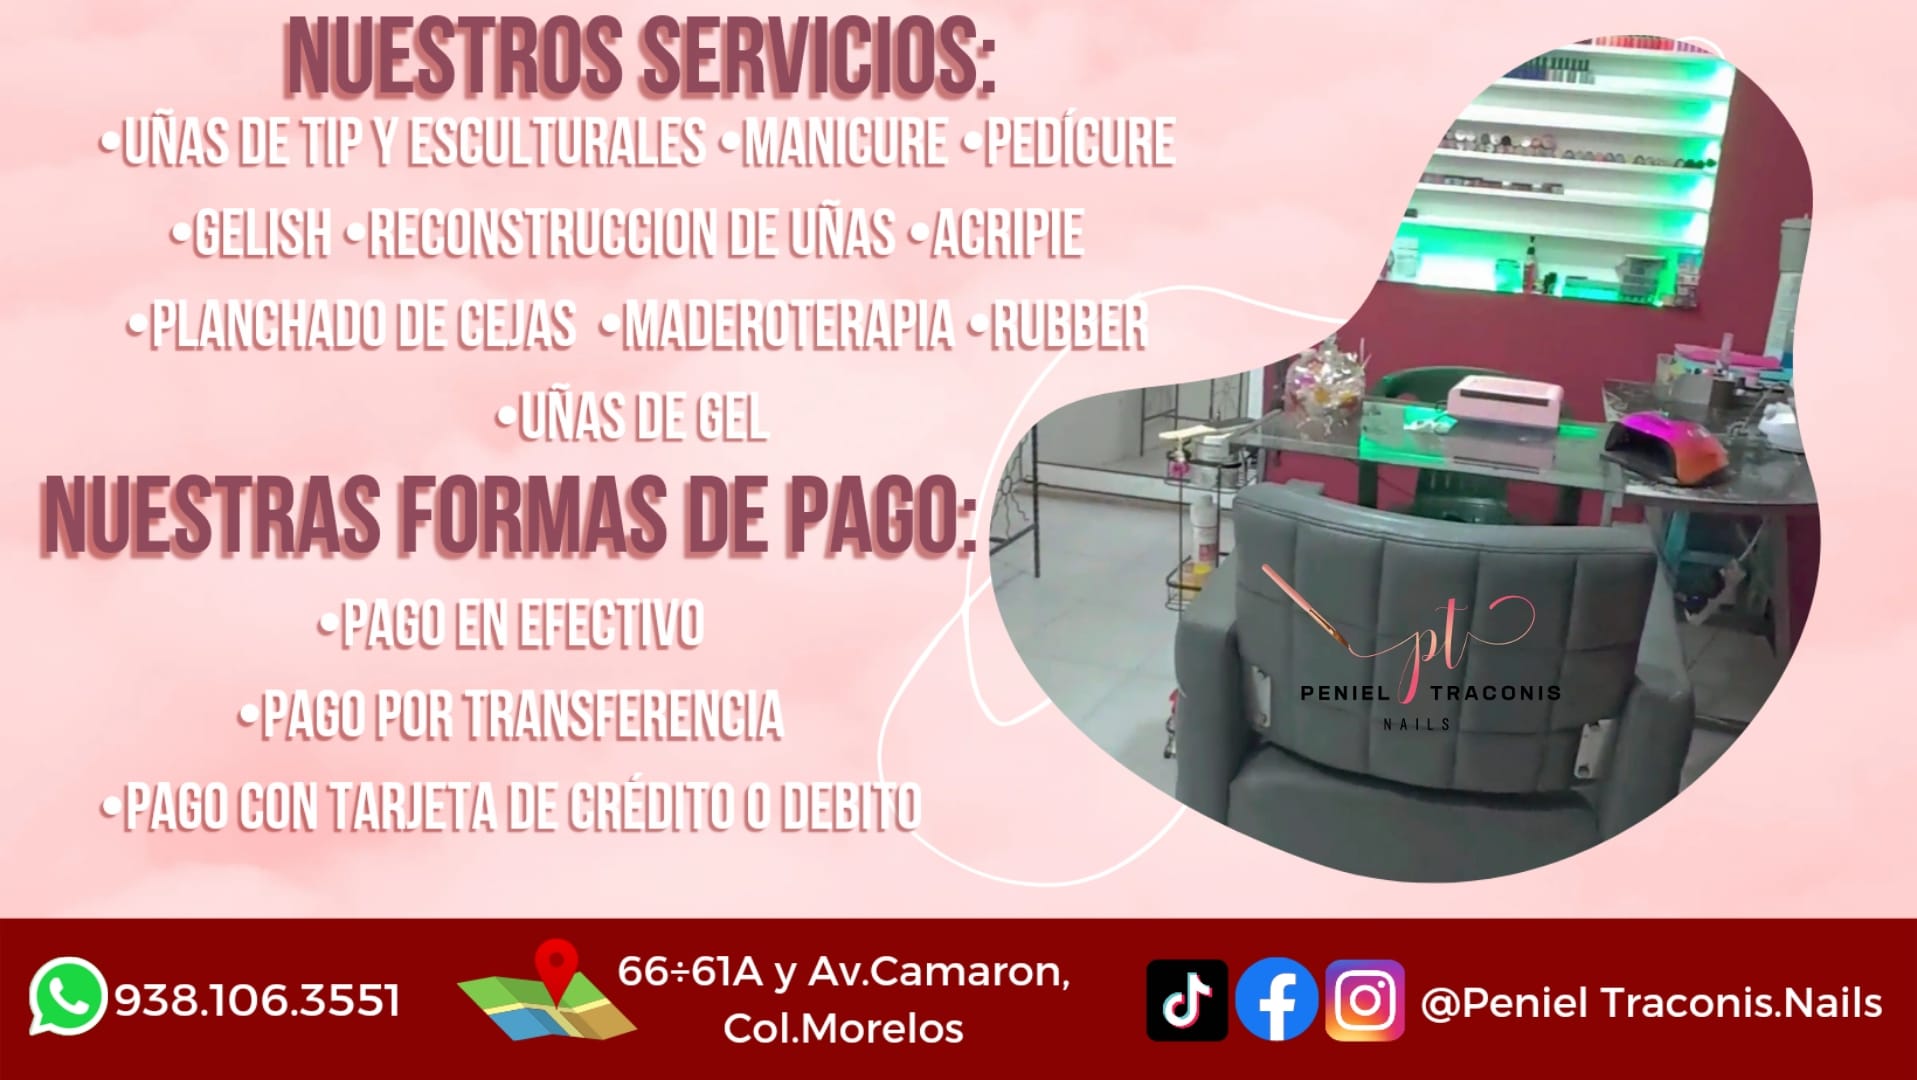 NUESTROS SERVICIOS:
•UÑAS DE TIP Y ESCULTURALES •MANICURE •PEDÍCURE
•GELISH •RECONSTRUCCION DE UÑAS •ACRIPIE
•PLANCHADO DE CEJAS •MADEROTERAPIA •RUBBER
•UÑAS DE GEL
NUESTRAS FORMAS DE PAGO:
•PAGO EN EFECTIVO
•PAGO POR TRANSFERENCIA
•PAGO CON TARJETA DE CRÉDITO O DEBITO
pt
PENIEL TRACONIS
NAILS
938.106.3551
66÷61A y Av.Camaron,
Col.Morelos
@Peniel Traconis.Nails